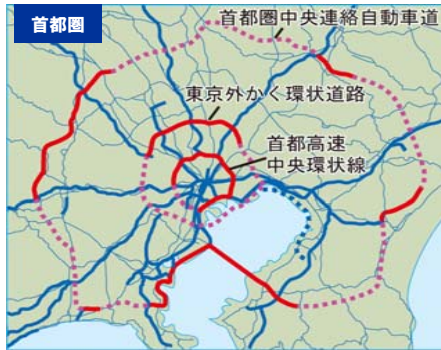 首都圏
首都圏中央連絡自動車道
東京外かく環状道路
首都高速
中央環状線